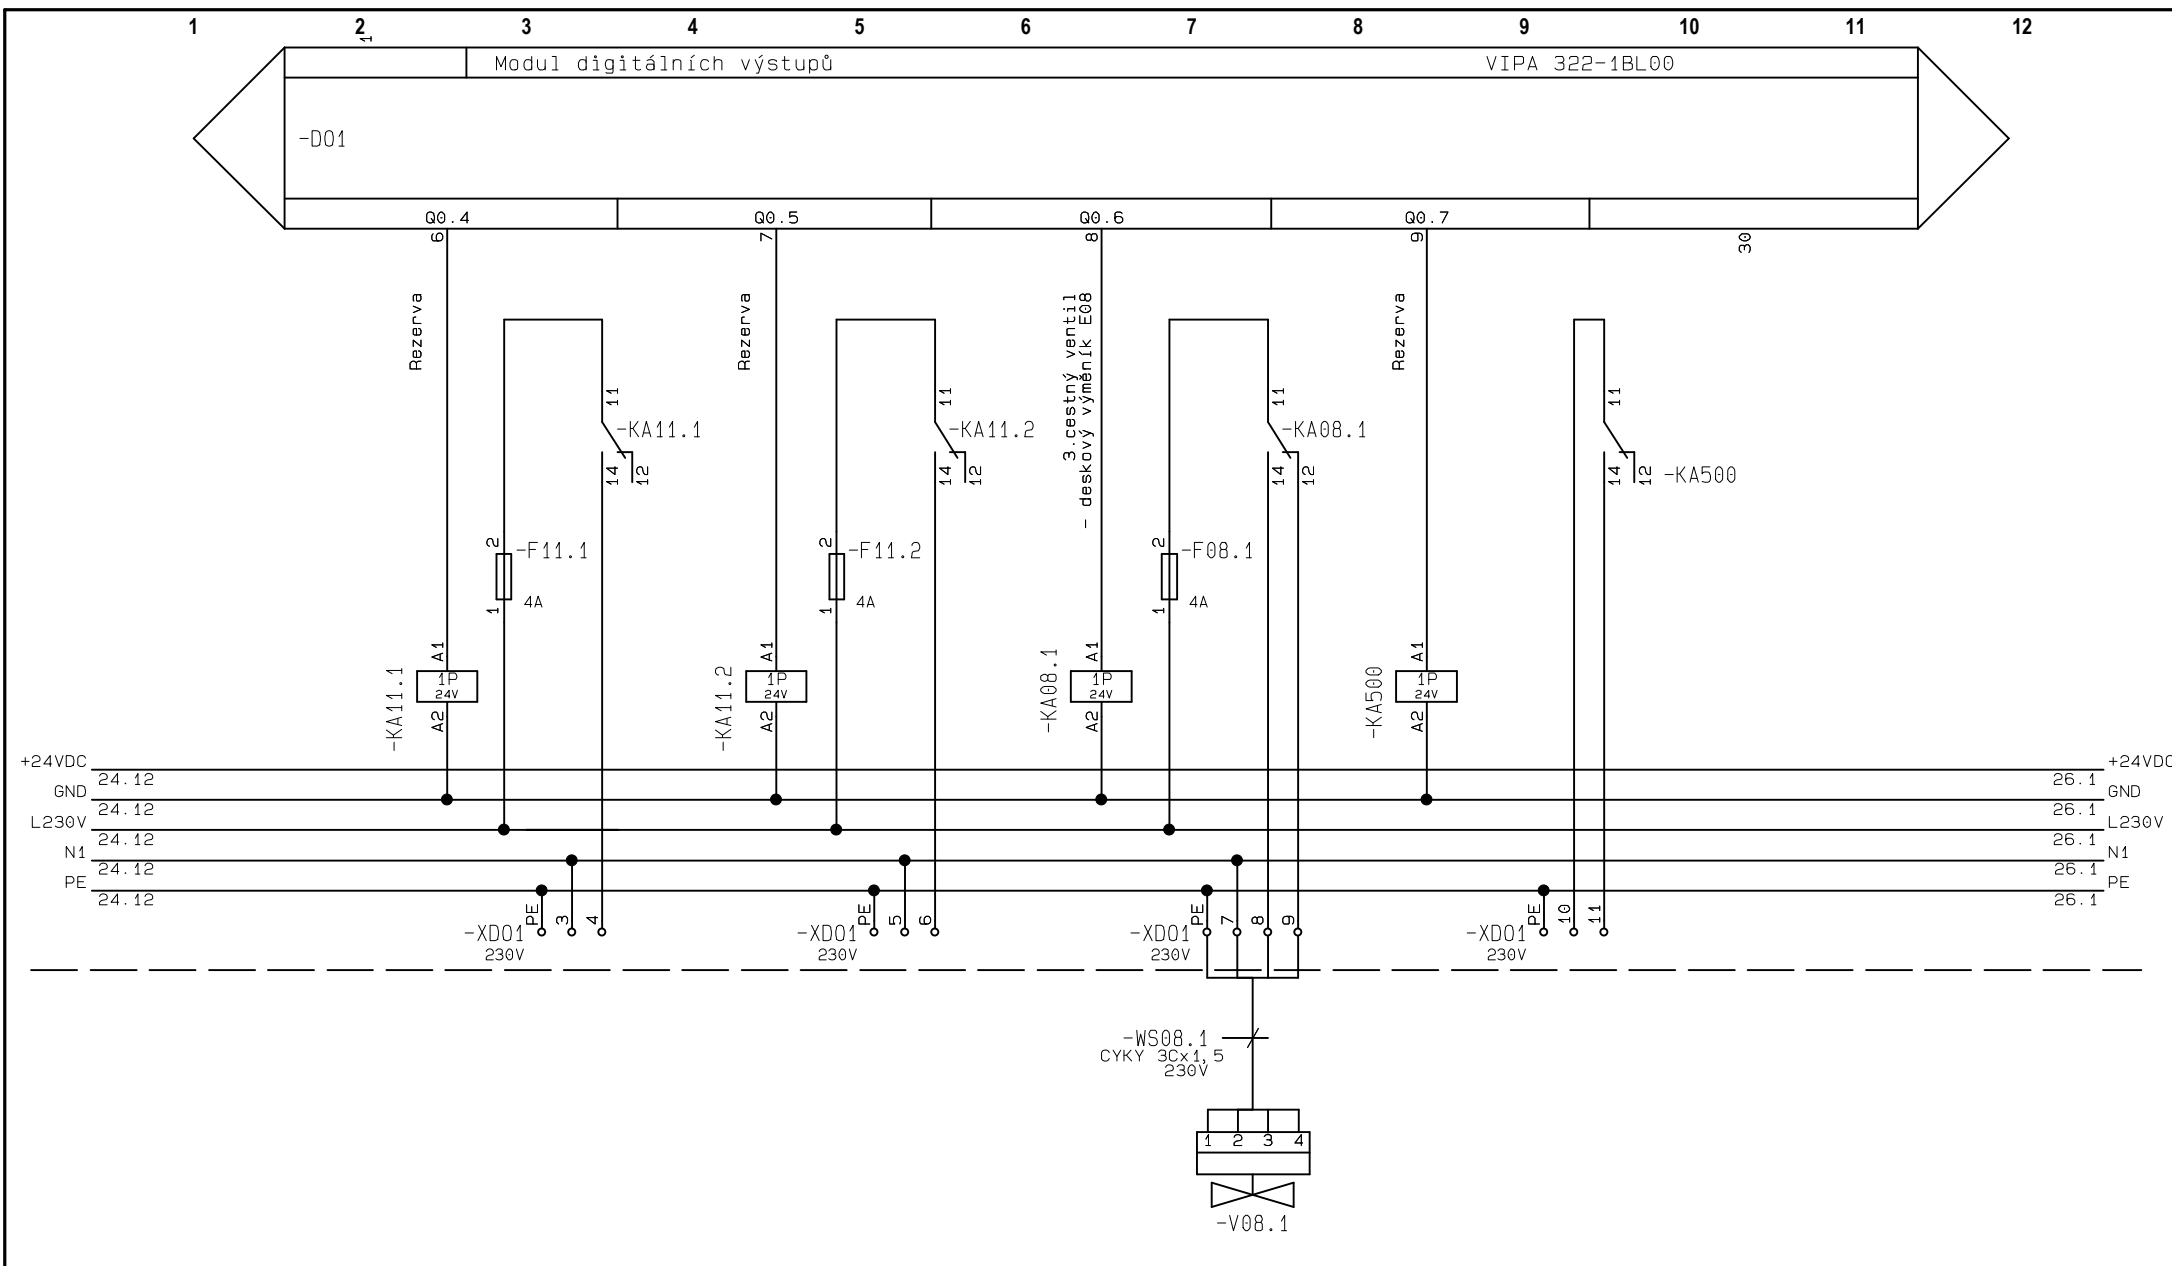 1 2 3 4 5 6 7 8 9 10 11 12
1
Modul digitálních výstupů
VIPA 322-1BL00
-DO1
Q0.4 Q0.5 Q0.6 Q0.7
6 7 8 9 30
Rezerva
Rezerva
3.cestný ventil
- deskový výměník E08
Rezerva
11 11 11 11
-KA11.1 -KA11.2 -KA08.1
14 12 14 12 14 12 14 12 -KA500
2 -F11.1 2 -F11.2 2 -F08.1
1 4A 1 4A 1 4A
A1 A1 A1 A1
-KA11.1 1P -KA11.2 1P -KA08.1 1P -KA500 1P
24V 24V 24V 24V
A2 A2 A2 A2
+24VDC 24.12 26.1 +24VDC
GND 24.12 26.1 GND
L230V 24.12 26.1 L230V
N1 24.12 26.1 N1
PE 24.12 26.1 PE
PE 3 4 PE 5 6 PE 7 8 9 PE 10 11
-XDO1 -XDO1 -XDO1 -XDO1
230V 230V 230V 230V
-WS08.1
CYKY 3Cx1,5
230V
1 2 3 4
-V08.1